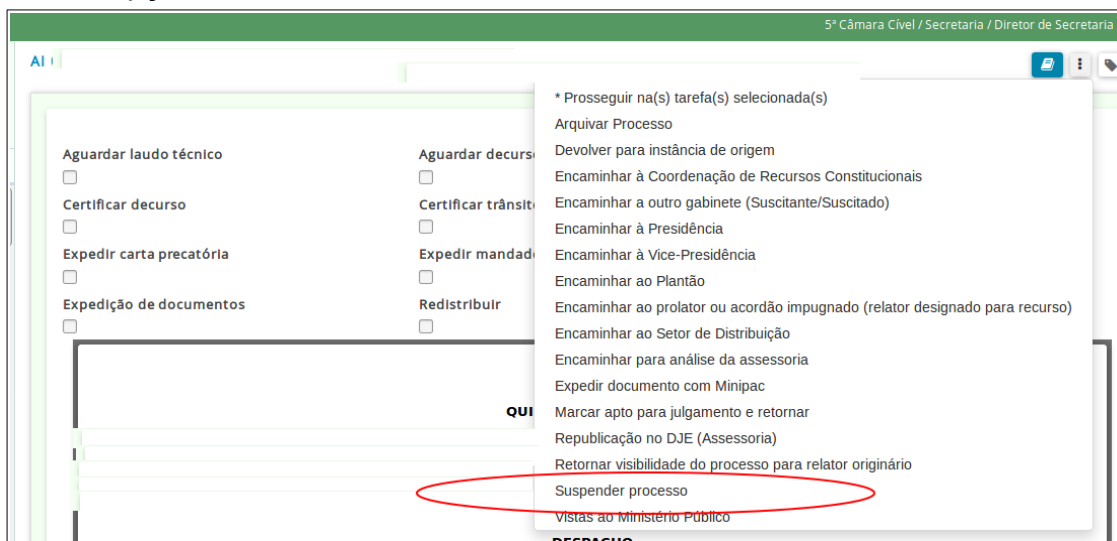 5ª Câmara Cível / Secretaria / Diretor de Secretaria
AI
* Prosseguir na(s) tarefa(s) selecionada(s)
Arquivar Processo
Devolver para instância de origem
Encaminhar à Coordenação de Recursos Constitucionais
Encaminhar a outro gabinete (Suscitante/Suscitado)
Encaminhar à Presidência
Encaminhar à Vice-Presidência
Encaminhar ao Plantão
Encaminhar ao prolator ou acordão impugnado (relator designado para recurso)
Encaminhar ao Setor de Distribuição
Encaminhar para análise da assessoria
Expedir documento com Minipac
Marcar apto para julgamento e retornar
Republicação no DJE (Assessoria)
Retornar visibilidade do processo para relator originário
Suspender processo
Vistas ao Ministério Público
Aguardar laudo técnico
Aguardar decurs
Certificar decurso
Certificar trânsit
Expedir carta precatória
Expedir mandad
Expedição de documentos
Redistribuir
QUI
DESPACHO